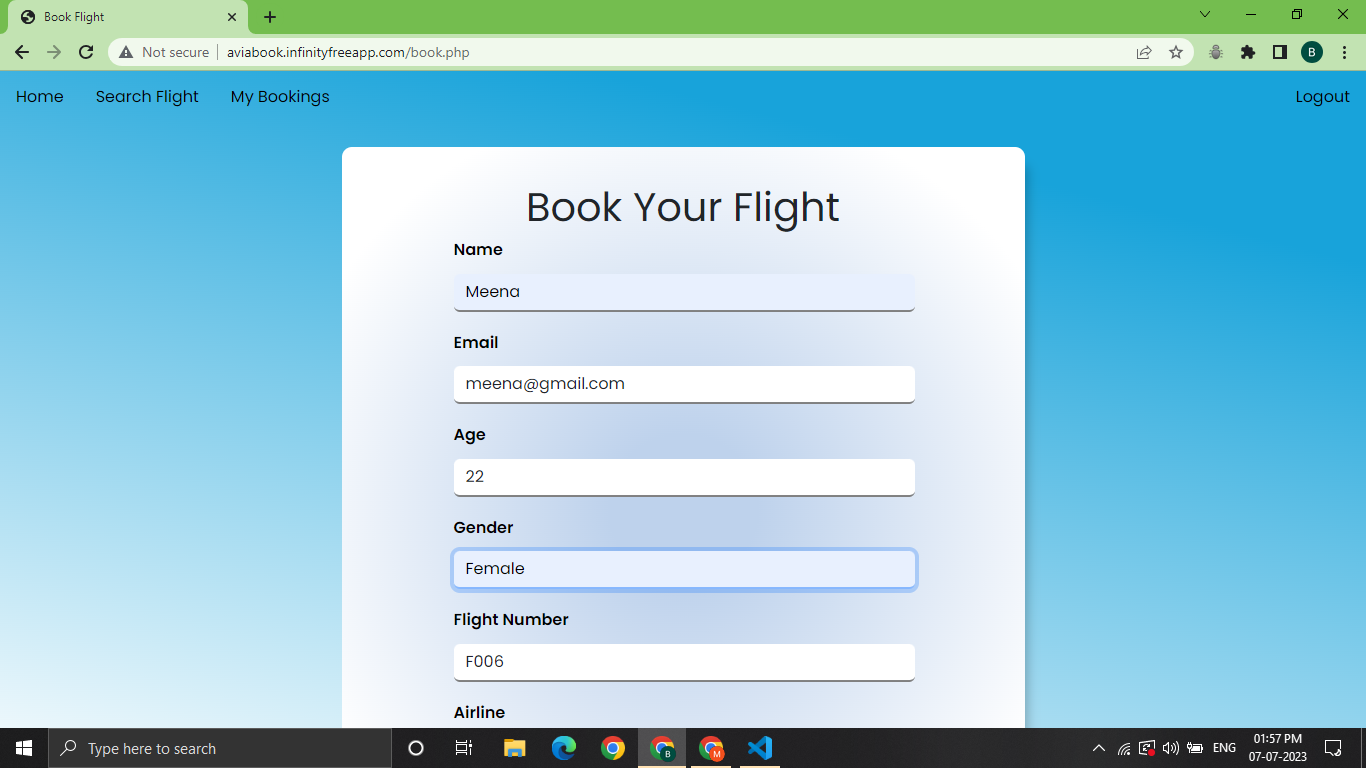 Book Flight
Not secure
aviabook.infinityfreeapp.com/book.php
B
Home
Search Flight
My Bookings
Logout
Book Your Flight
Name
Meena
Email
meena@gmail.com
Age
22
Gender
Female
Flight Number
F006
Airline
Type here to search
B
M
ENG
01:57 PM
07-07-2023